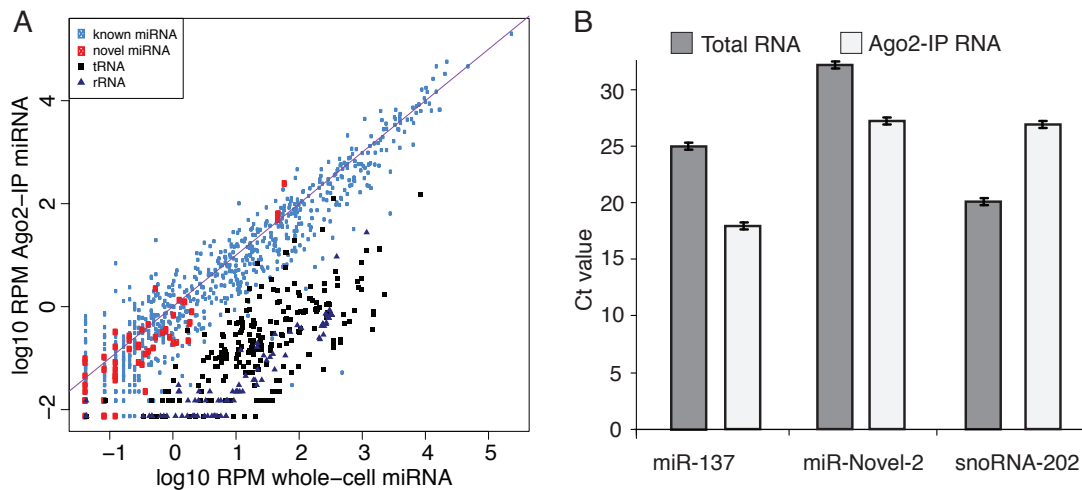 A
known miRNA
novel miRNA
tRNA
rRNA
log10 RPM Ago2−IP miRNA
4
2
0
−2
−1 0 1 2 3 4 5
log10 RPM whole−cell miRNA
B
Total RNA Ago2-IP RNA
Ct value
30
25
20
15
10
5
0
miR-137 miR-Novel-2 snoRNA-202